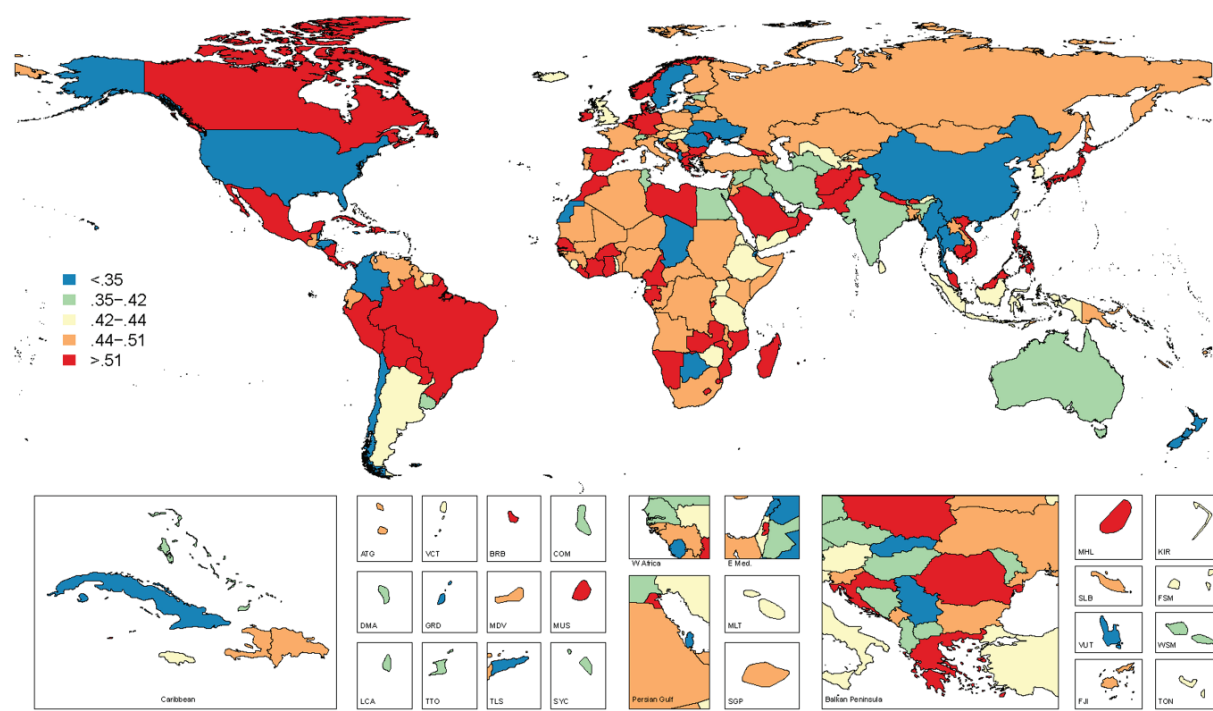 <.35
.35−.42
.42−.44
.44−.51
>.51
Caribbean
ATG
VCT
BRB
COM
DMA
GRD
MDV
MUS
LCA
TTO
TLS
SYC
W Africa
E Med.
Persian Gulf
MLT
SGP
Balkan Peninsula
MHL
KIR
SLB
FSM
VUT
WSM
FJI
TON